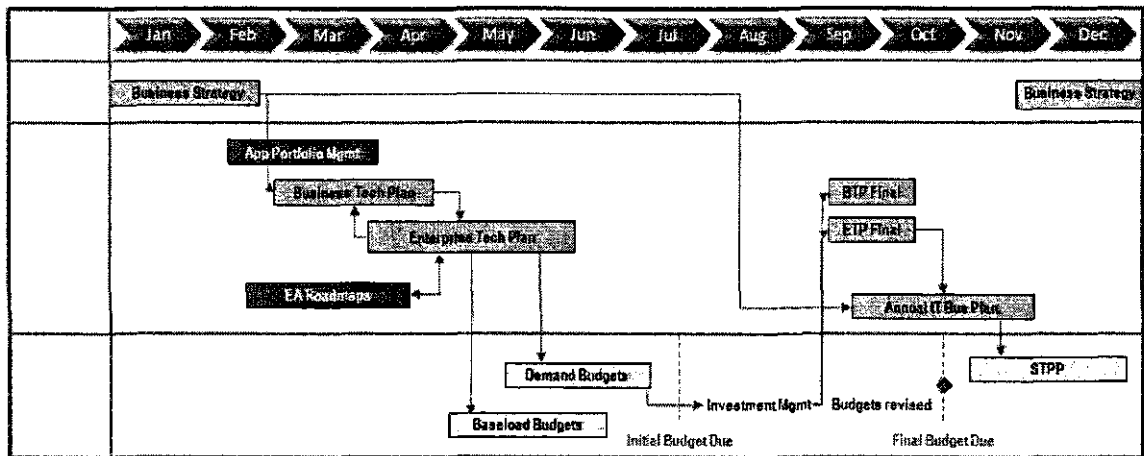 Jan Feb Mar Apr May Jun Jul Aug Sep Oct Nov Dec
Business Strategy Business Strategy
App Portfolio Mgmt
Business Tech Plan BTP Final
Enterprise Tech Plan ETP Final
EA Roadmaps
Annual IT Bus Plan
Demand Budgets STPP
Investment Mgmt Budgets revised
Baseload Budgets
Initial Budget Due Final Budget Due